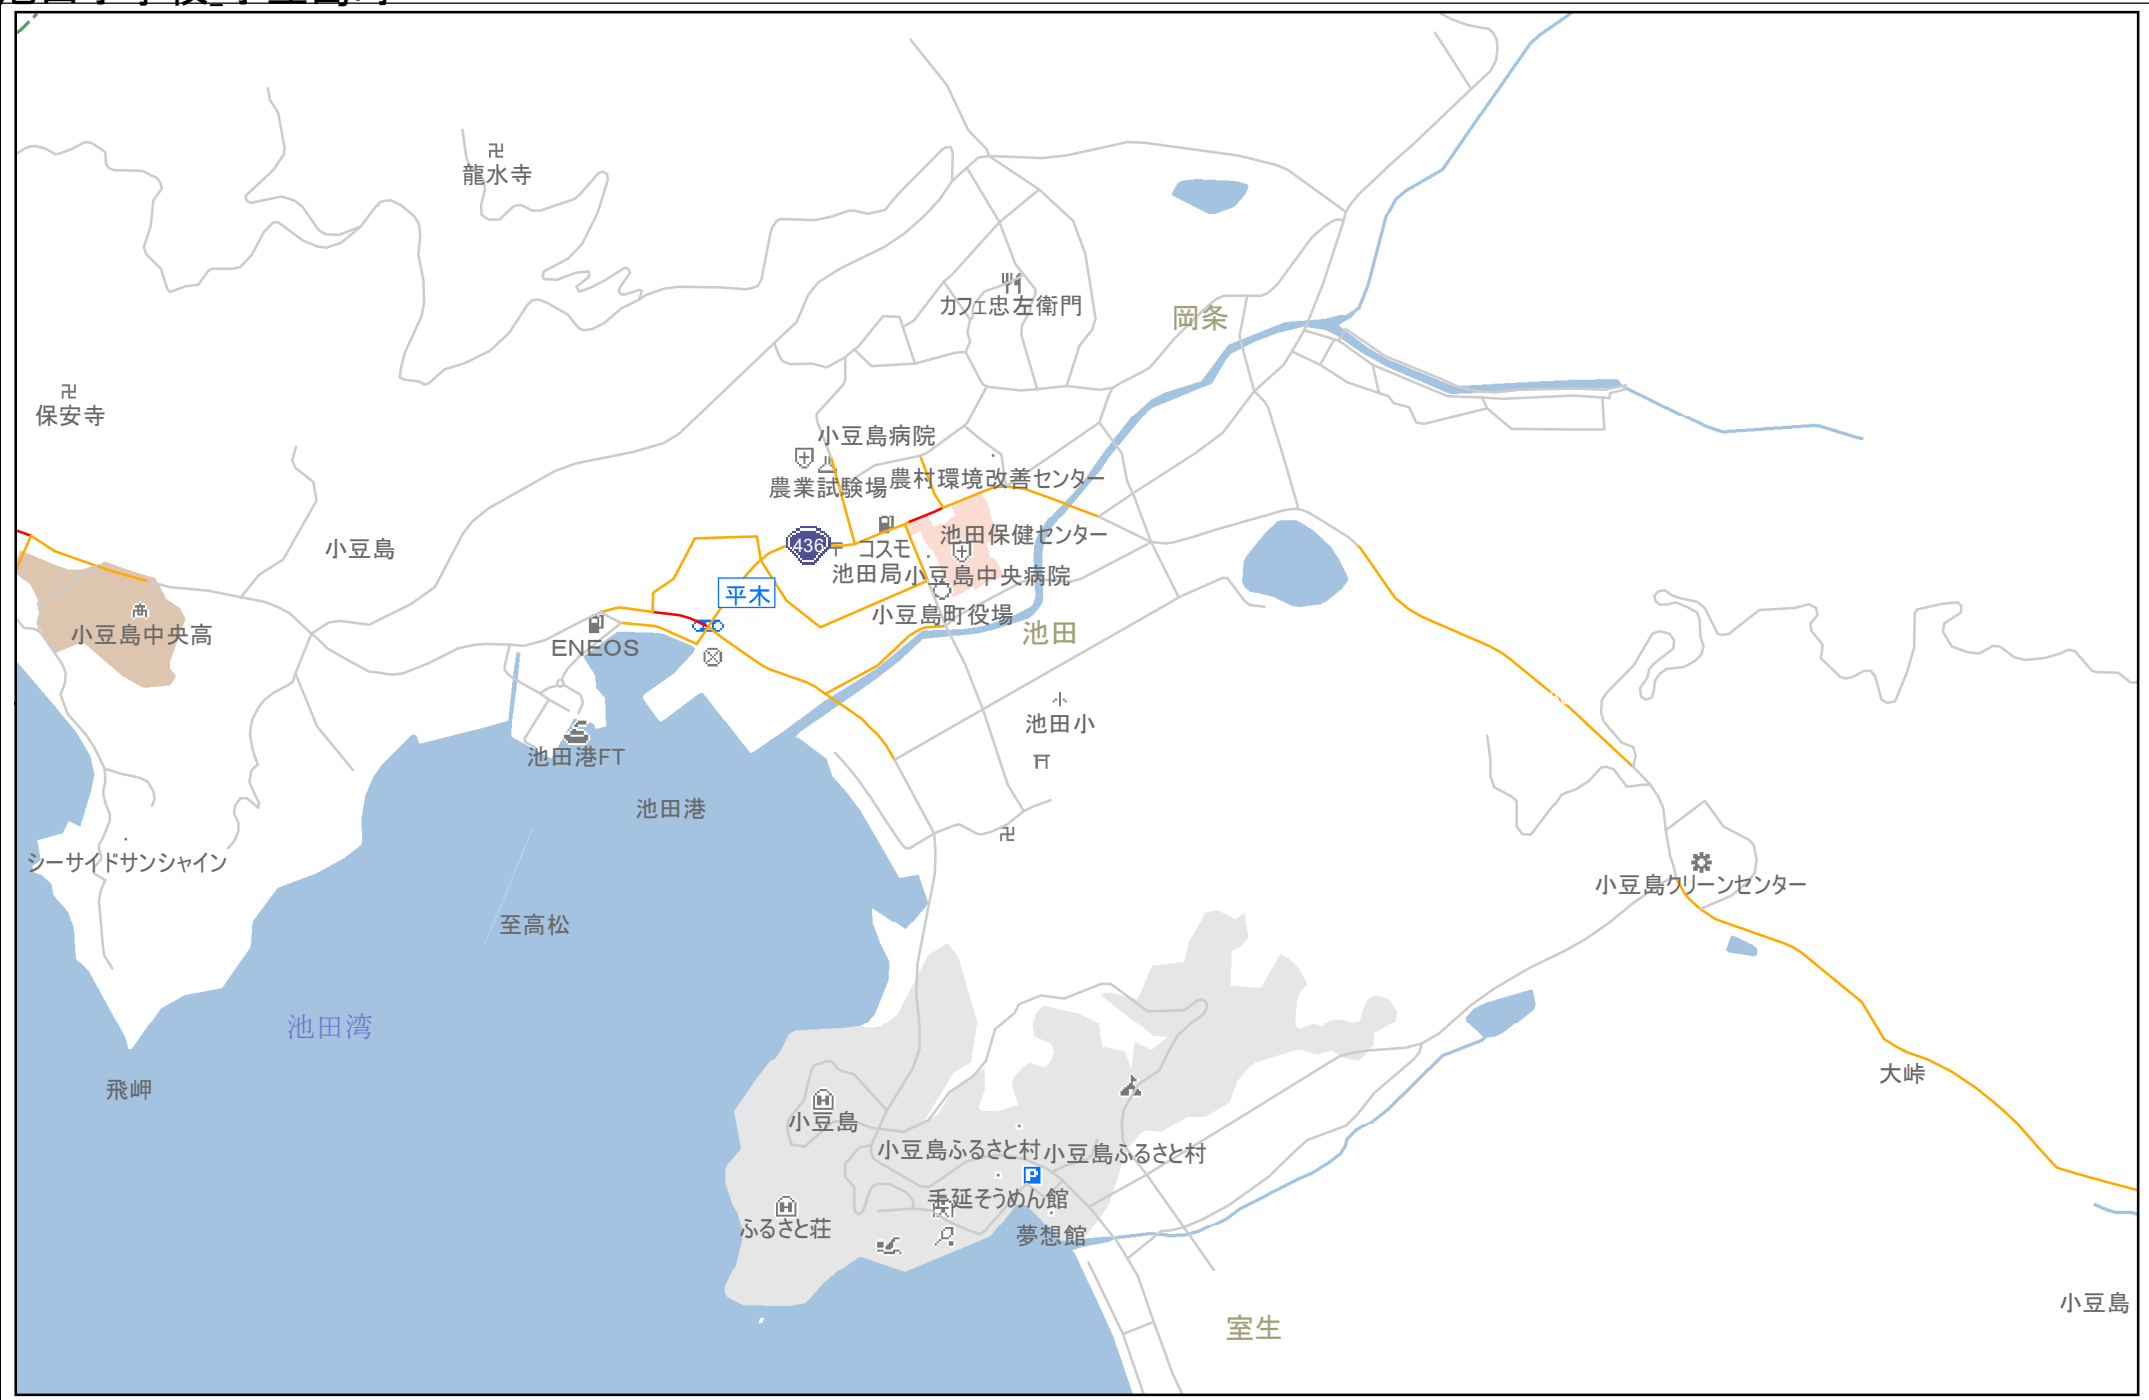 龍水寺
カフェ忠左衛門
岡条
保安寺
小豆島病院
農村環境改善センター
農業試験場
池田保健センター
436
コスモ
小豆島
池田局
小豆島中央病院
平木
小豆島町役場
池田
小豆島中央高
ENEOS
小
池田小
池田港FT
池田港
シーサイドサンシャイン
小豆島クリーンセンター
至高松
池田湾
飛岬
大峠
小豆島
小豆島ふるさと村
小豆島ふるさと村
P
手延そうめん館
ふるさと荘
夢想館
小豆島
室生